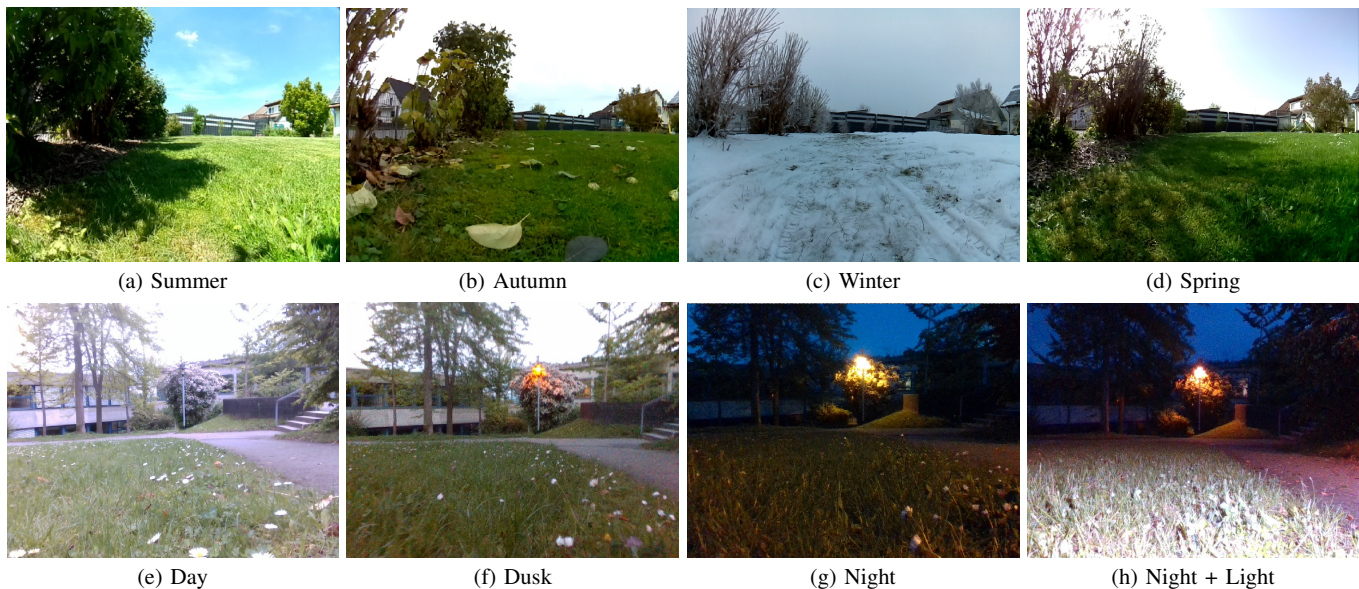 (a) Summer
(b) Autumn
(c) Winter
(d) Spring
(e) Day
(f) Dusk
(g) Night
(h) Night + Light